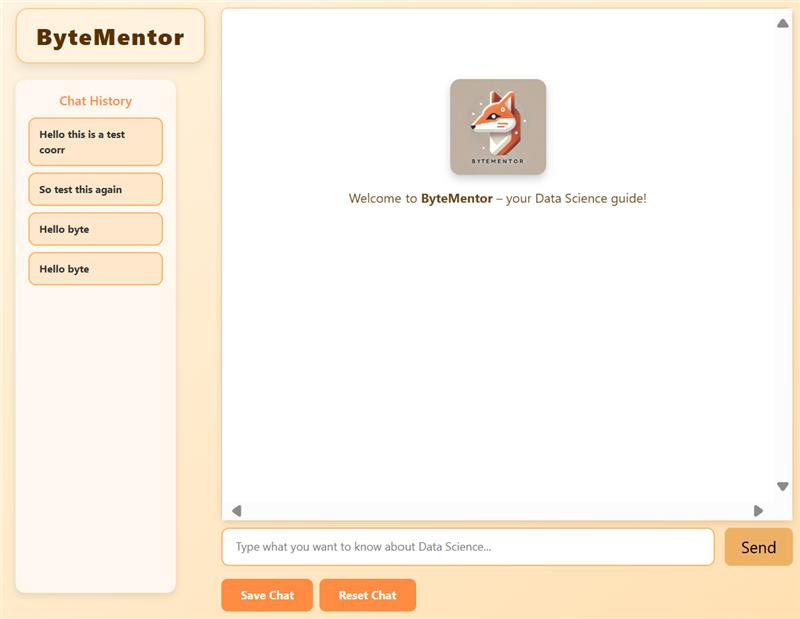 ByteMentor
Chat History
Hello this is a test
coorr
So test this again
Hello byte
Hello byte
BYTEMENTOR
Welcome to ByteMentor – your Data Science guide!
Type what you want to know about Data Science...
Send
Save Chat
Reset Chat